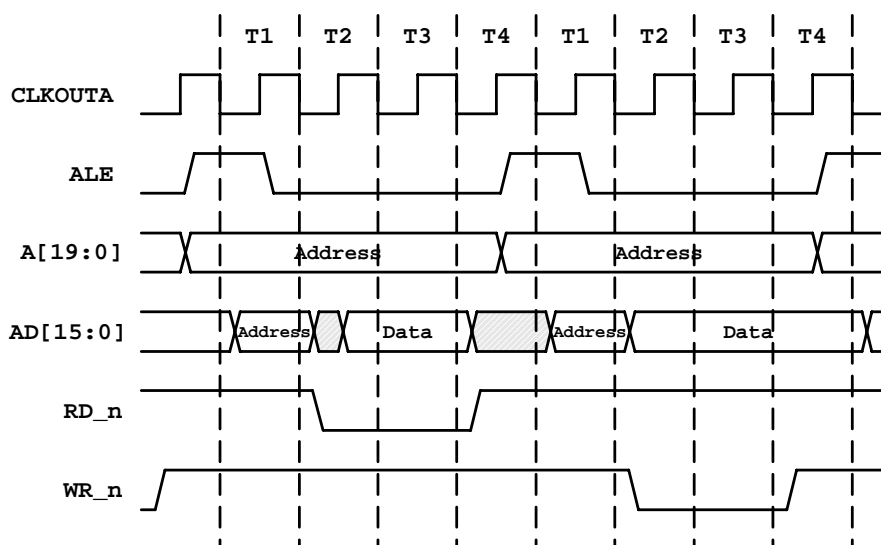 T1 T2 T3 T4 T1 T2 T3 T4
CLKOUTA
ALE
A[19:0] Address Address
AD[15:0] Address Data Address Data
RD_n
WR_n